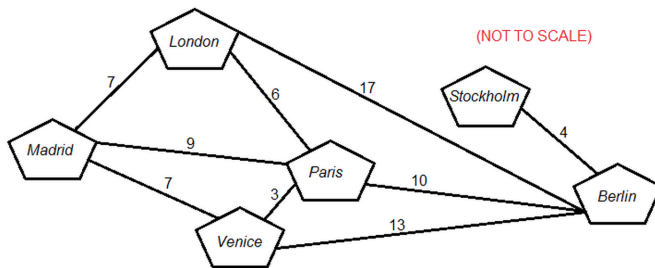 London
(NOT TO SCALE)
7
6
17
Stockholm
4
Madrid
9
Paris
10
7
3
Berlin
Venice
13